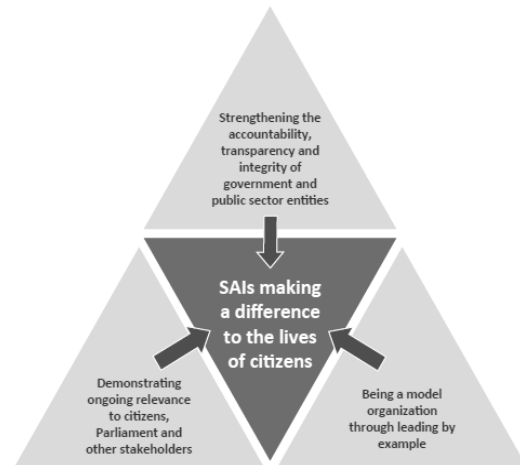 Strengthening the
accountability,
transparency and
integrity of
government and
public sector entities
SAIs making
a difference
to the lives
of citizens
Demonstrating
ongoing relevance
to citizens,
Parliament and
other stakeholders
Being a model
organization
through leading by
example